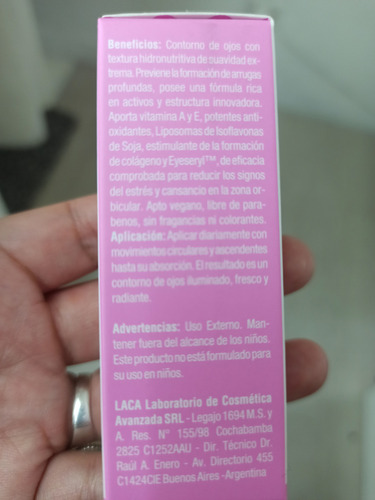 Beneficios: Contorno de ojos con
textura hidronutritiva de suavidad ex-
trema. Previene la formación de arrugas
profundas, posee una fórmula rica
en activos y estructura innovadora.
Aporta vitamina A y E, potentes anti-
oxidantes, Liposomas de Isoflavonas
de Soja, estimulante de la formación
de colágeno y Eyeseryl™, de eficacia
comprobada para reducir los signos
del estrés y cansancio en la zona or-
bicular. Apto vegano, libre de para-
benos, sin fragancias ni colorantes.
Aplicación: Aplicar diariamente con
movimientos circulares y ascendentes
hasta su absorción. El resultado es un
contorno de ojos iluminado, fresco y
radiante.
Advertencias: Uso Externo. Man-
tener fuera del alcance de los niños.
Este producto no está formulado para
su uso en niños.
LACA Laboratorio de Cosmética
Avanzada SRL - Legajo 1694 M.S. y
A. Res. N° 155/98 Cochabamba
2825 C1252AAU - Dir. Técnico Dr.
Raúl A. Enero - Av. Directorio 455
C1424CIE Buenos Aires -Argentina